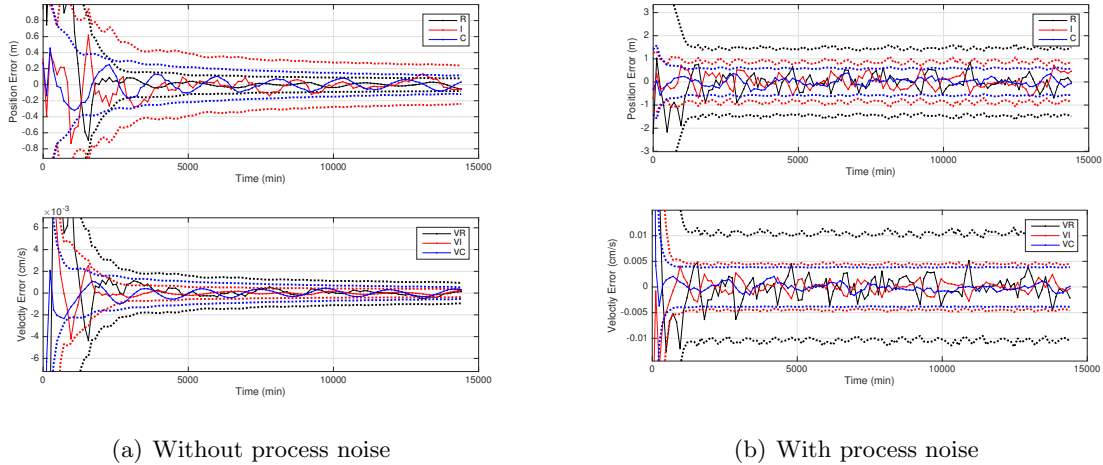 Position Error (m)
0.8
0.6
0.4
0.2
0.0
-0.2
-0.4
-0.6
-0.8
0
5000
10000
15000
Time (min)
R
I
C
Position Error (m)
3
2
1
0
-1
-2
-3
0
5000
10000
15000
Time (min)
R
I
C
×10⁻³
Velocity Error (cm/s)
6
4
2
0
-2
-4
-6
0
5000
10000
15000
Time (min)
VR
VI
VC
Velocity Error (cm/s)
0.01
0.005
0
-0.005
-0.01
0
5000
10000
15000
Time (min)
VR
VI
VC
(a) Without process noise
(b) With process noise